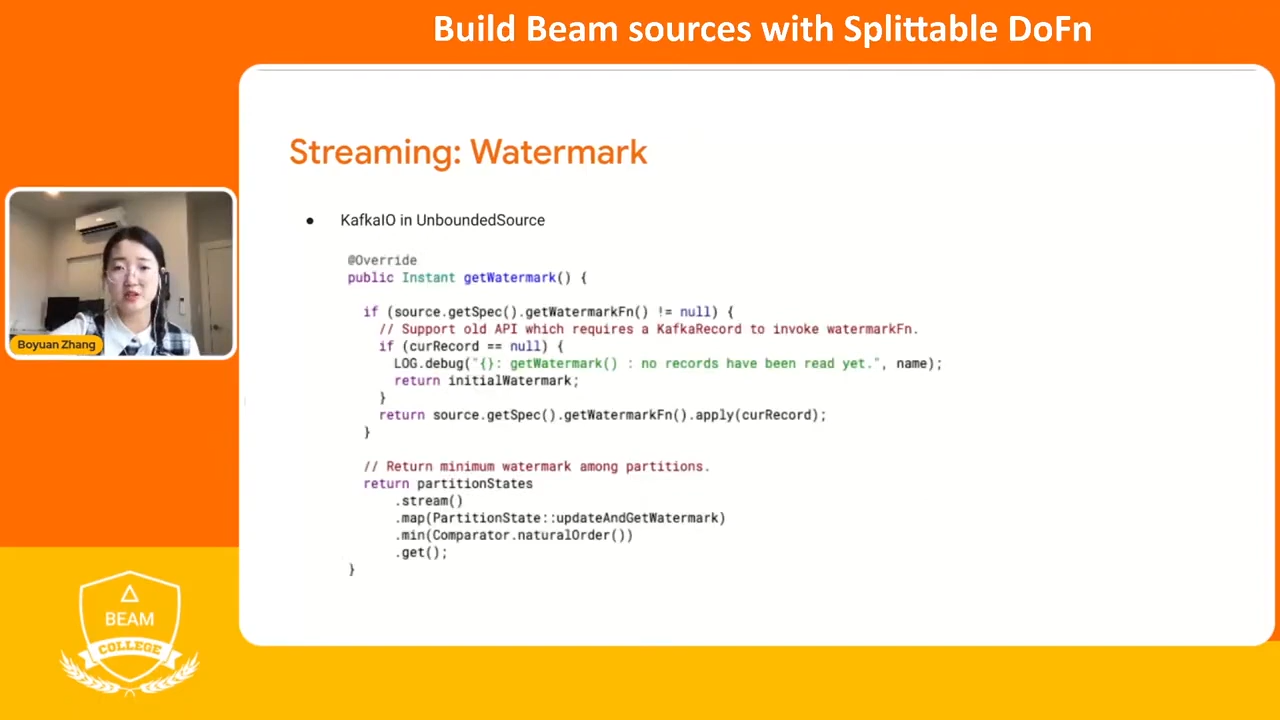 Build Beam sources with Splittable DoFn
Streaming: Watermark
● KafkaIO in UnboundedSource
@Override
public Instant getWatermark() {
if (source.getSpec().getWatermarkFn() != null) {
// Support old API which requires a KafkaRecord to invoke watermarkFn.
if (curRecord == null) {
LOG.debug("{}: getWatermark() : no records have been read yet.", name);
return initialWatermark;
}
return source.getSpec().getWatermarkFn().apply(curRecord);
}
// Return minimum watermark among partitions.
return partitionStates
.stream()
.map(PartitionState::updateAndGetWatermark)
.min(Comparator.naturalOrder())
.get();
}
Boyuan Zhang
BEAM
COLLEGE